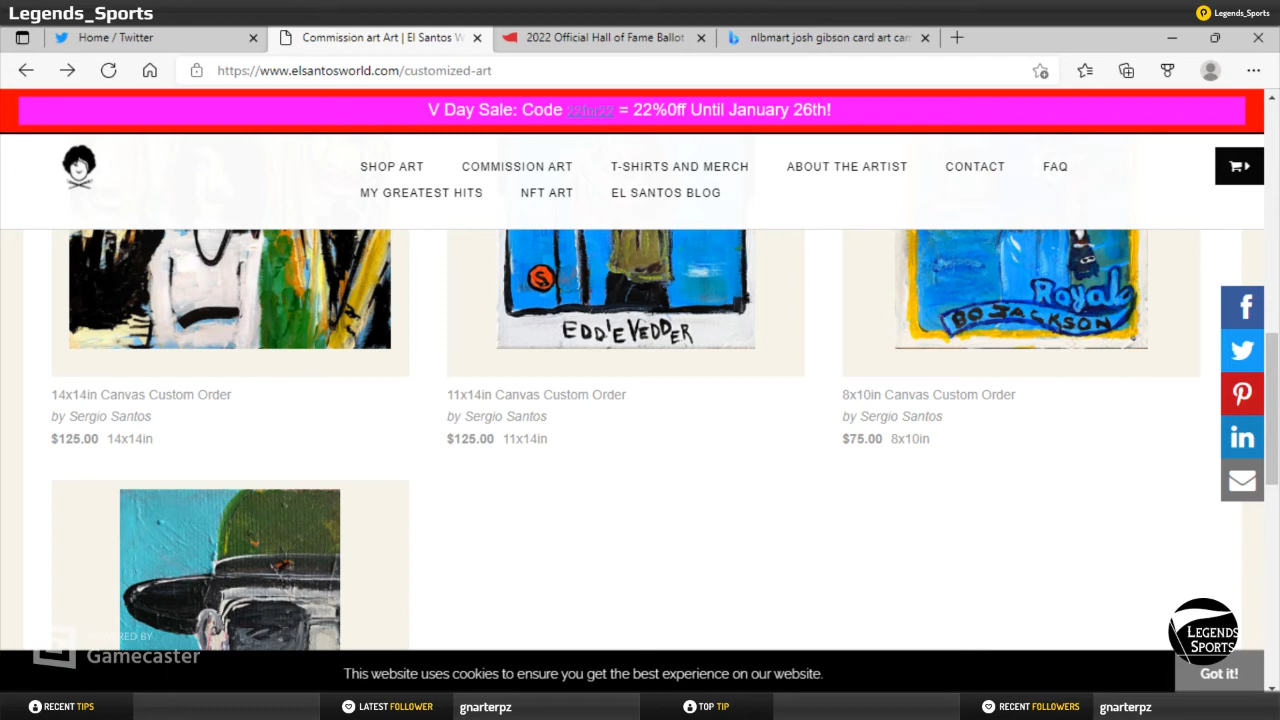 Legends_Sports
Legends_Sports
Home / Twitter
Commission art Art | El Santos W
2022 Official Hall of Fame Ballot
nlbmart josh gibson card art can
https://www.elsantosworld.com/customized-art
V Day Sale: Code 22for22 = 22%0ff Until January 26th!
SHOP ART COMMISSION ART T-SHIRTS AND MERCH ABOUT THE ARTIST CONTACT FAQ
MY GREATEST HITS NFT ART EL SANTOS BLOG
S
EDDIE VEDDER
Royals
BO JACKSON
14x14in Canvas Custom Order
by Sergio Santos
$125.00 14x14in
11x14in Canvas Custom Order
by Sergio Santos
$125.00 11x14in
8x10in Canvas Custom Order
by Sergio Santos
$75.00 8x10in
POWERED BY
Gamecaster
LEGENDS
SPORTS
This website uses cookies to ensure you get the best experience on our website.
Got it!
RECENT TIPS
LATEST FOLLOWER
gnarterpz
TOP TIP
RECENT FOLLOWERS
gnarterpz